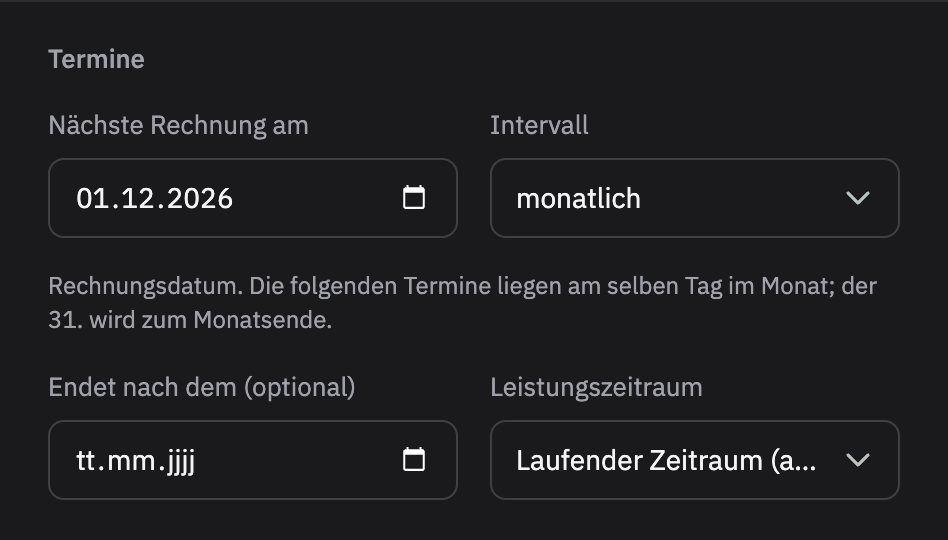 Termine
Nächste Rechnung am
Intervall
01.12.2026
monatlich
Rechnungsdatum. Die folgenden Termine liegen am selben Tag im Monat; der
31. wird zum Monatsende.
Endet nach dem (optional)
Leistungszeitraum
tt.mm.jjjj
Laufender Zeitraum (a...